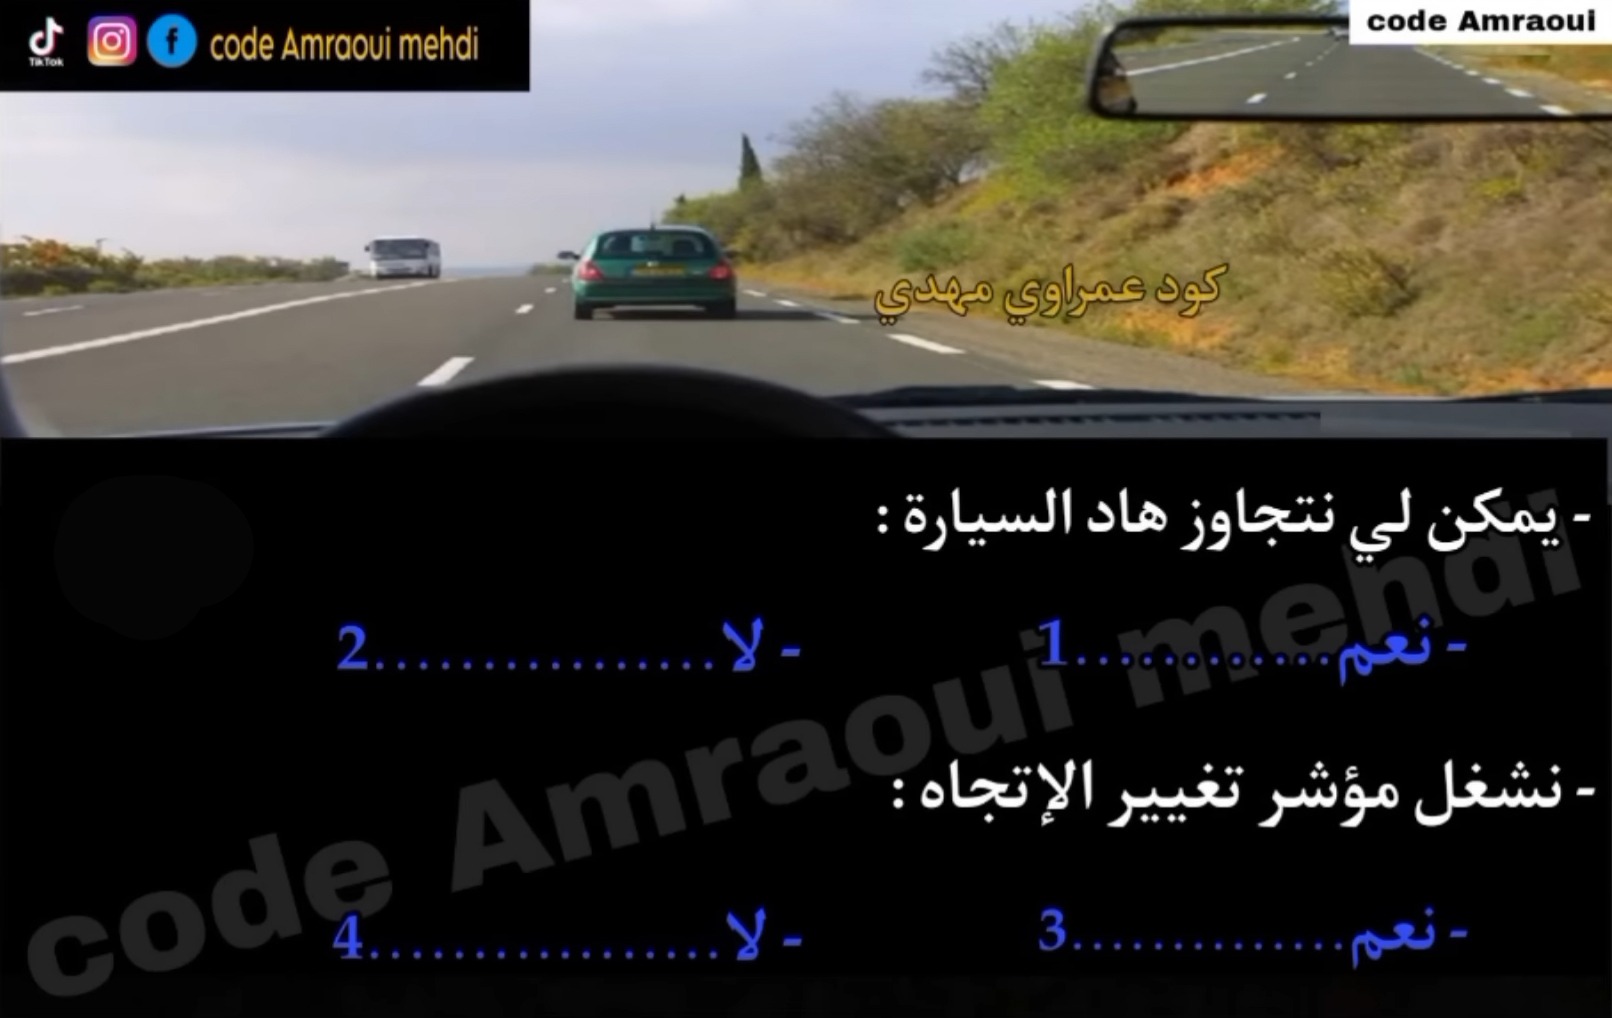 TikTok
code Amraoui mehdi
code Amraoui
كود عمراوي مهدي
- يمكن لي نتجاوز هاد السيارة :
- نعم.............1 - لا.................2
- نشغل مؤشر تغيير الإتجاه :
- نعم..............3 - لا..................4
code Amraoui mehdi